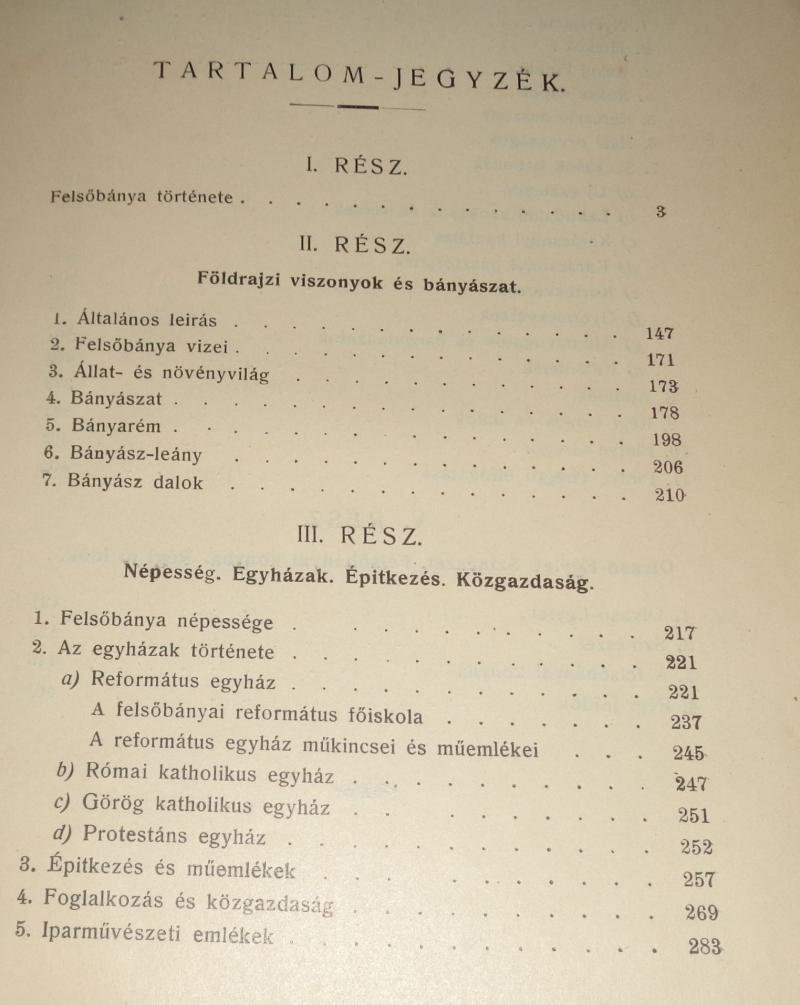 TARTALOM-JEGYZÉK.
I. RÉSZ.
Felsőbánya története . . . . . . . . . . . . . . 3
II. RÉSZ.
Földrajzi viszonyok és bányászat.
1. Általános leirás . . . . . . . . . . . . . . 147
2. Felsőbánya vizei . . . . . . . . . . . . . . 171
3. Állat- és növényvilág . . . . . . . . . . . . 173
4. Bányászat . . . . . . . . . . . . . . . . 178
5. Bányarém . . . . . . . . . . . . . . . . 198
6. Bányász-leány . . . . . . . . . . . . . . 206
7. Bányász dalok . . . . . . . . . . . . . . 210
III. RÉSZ.
Népesség. Egyházak. Épitkezés. Közgazdaság.
1. Felsőbánya népessége . . . . . . . . . . . . 217
2. Az egyházak története . . . . . . . . . . . . 221
a) Református egyház . . . . . . . . . . . . 221
A felsőbányai református főiskola . . . . . . . 237
A református egyház műkincsei és műemlékei . . . 245
b) Római katholikus egyház . . . . . . . . . . 247
c) Görög katholikus egyház . . . . . . . . . . 251
d) Protestáns egyház . . . . . . . . . . . . 252
3. Épitkezés és műemlékek . . . . . . . . . . . 257
4. Foglalkozás és közgazdaság . . . . . . . . . . 269
5. Iparművészeti emlékek . . . . . . . . . . . . 283